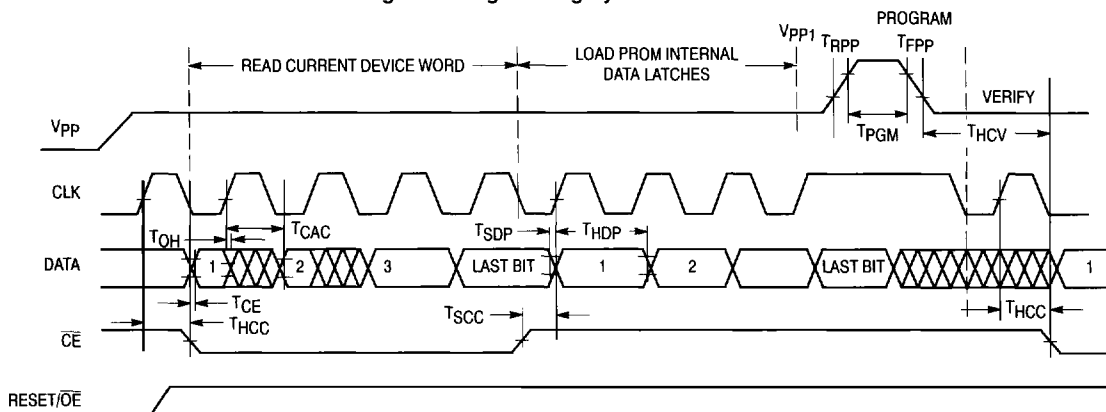 PROGRAM
VPP1
TRPP
TFPP
READ CURRENT DEVICE WORD
LOAD PROM INTERNAL
DATA LATCHES
VERIFY
VPP
TPGM
THCV
CLK
TOH
TCAC
TSDP
THDP
DATA
1
2
3
LAST BIT
1
2
LAST BIT
1
TCE
THCC
TSCC
THCC
CE
RESET/OE